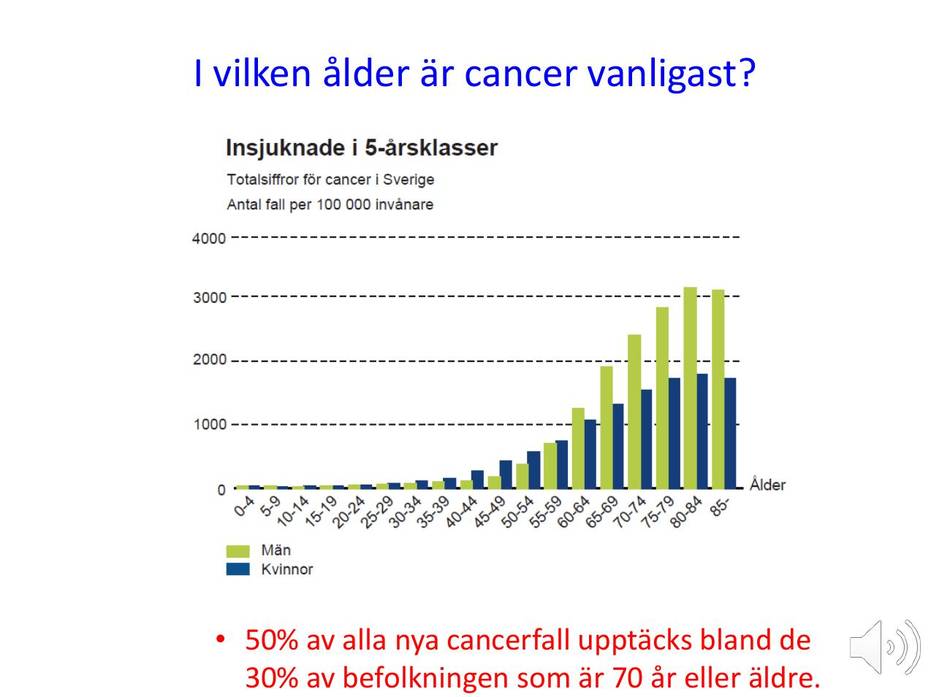 I vilken ålder är cancer vanligast?
Insjuknade i 5-årsklasser
Totalsiffror för cancer i Sverige
Antal fall per 100 000 invånare
4000
3000
2000
1000
0
Ålder
0-4
5-9
10-14
15-19
20-24
25-29
30-34
35-39
40-44
45-49
50-54
55-59
60-64
65-69
70-74
75-79
80-84
85-
Män
Kvinnor
• 50% av alla nya cancerfall upptäcks bland de
30% av befolkningen som är 70 år eller äldre.